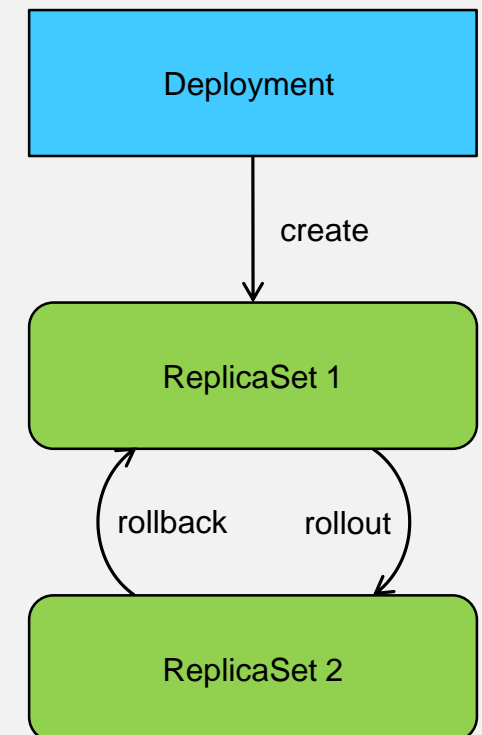 Deployment
create
ReplicaSet 1
rollback
rollout
ReplicaSet 2